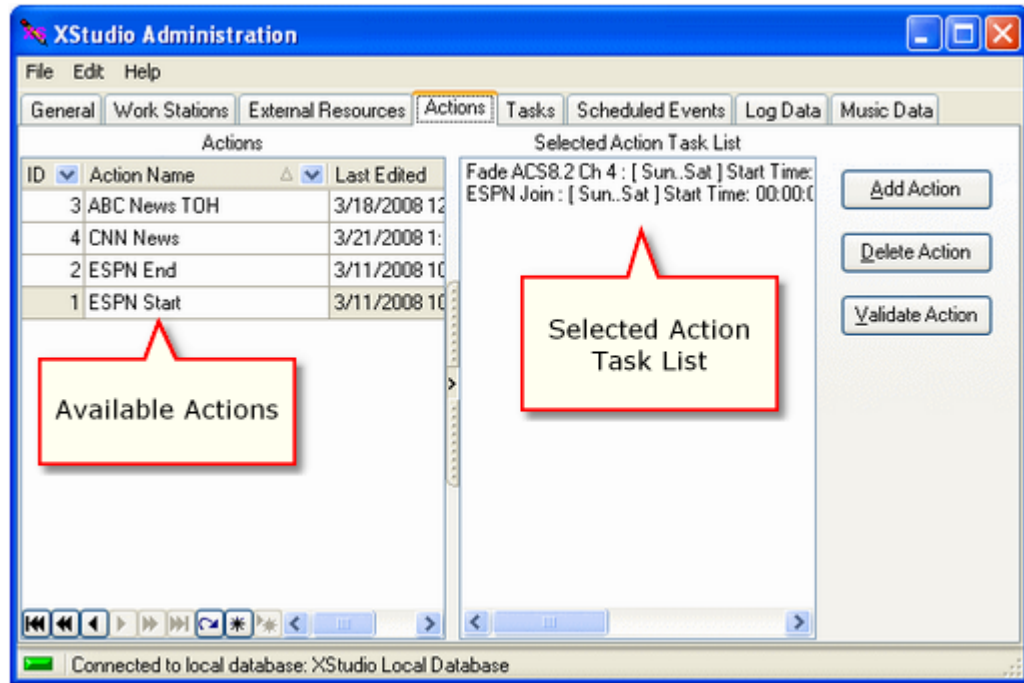 XStudio Administration
File Edit Help
General Work Stations External Resources Actions Tasks Scheduled Events Log Data Music Data
Actions
Selected Action Task List
ID Action Name Last Edited
3 ABC News TOH 3/18/2008 12
4 CNN News 3/21/2008 1:
2 ESPN End 3/11/2008 10
1 ESPN Start 3/11/2008 10
Fade ACS8.2 Ch 4 : [ Sun..Sat ] Start Time:
ESPN Join : [ Sun..Sat ] Start Time: 00:00:0
Add Action
Delete Action
Validate Action
Available Actions
Selected Action
Task List
Connected to local database: XStudio Local Database